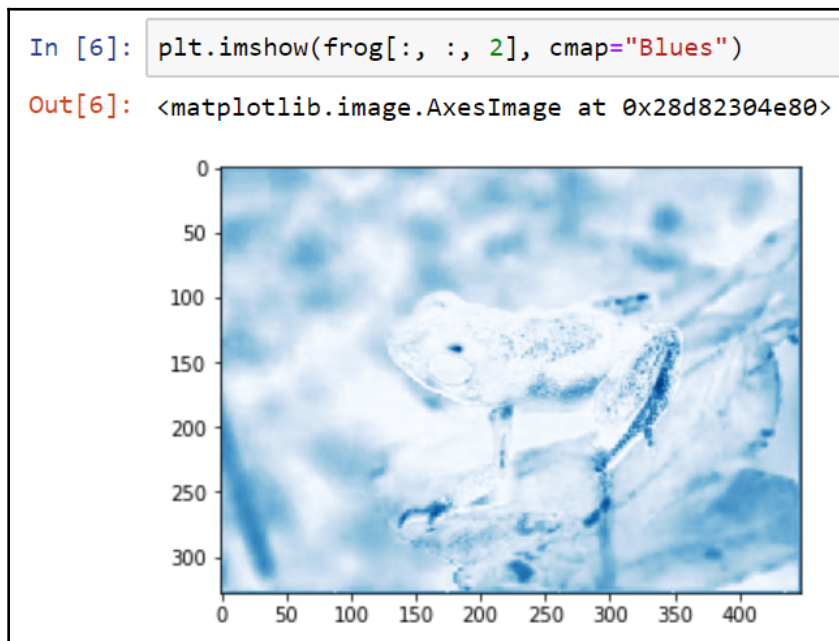 In [6]: plt.imshow(frog[:, :, 2], cmap="Blues")
Out[6]: <matplotlib.image.AxesImage at 0x28d82304e80>
0
50
100
150
200
250
300
0 50 100 150 200 250 300 350 400